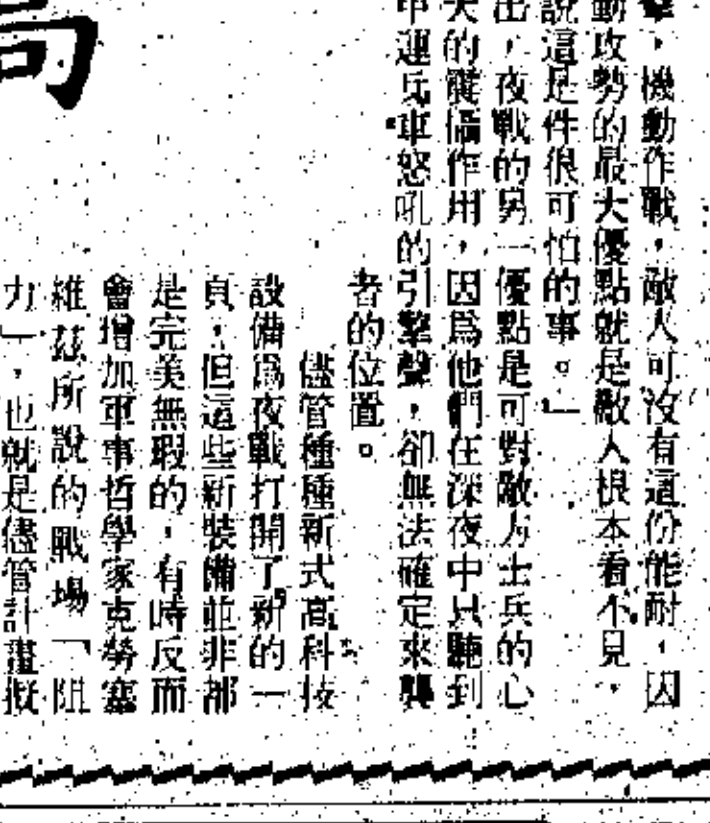 擊，機動作戰，敵人可沒有這份能耐，因
動攻勢的最大優點就是敵人根本看不見，
說這是件很可怕的事。」
出，夜戰的另一優點是可對敵方士兵的心
大的震懾作用，因為他們在深夜中只聽到
甲運兵車怒吼的引擎聲，卻無法確定來襲
者的位置。
儘管種種新式高科技
設備爲夜戰打開了新的一
頁，但這些新裝備並非都
是完美無瑕的，有時反而
會增加軍事哲學家克勞塞
維茲所說的戰場「阻
力」，也就是儘管計畫擬